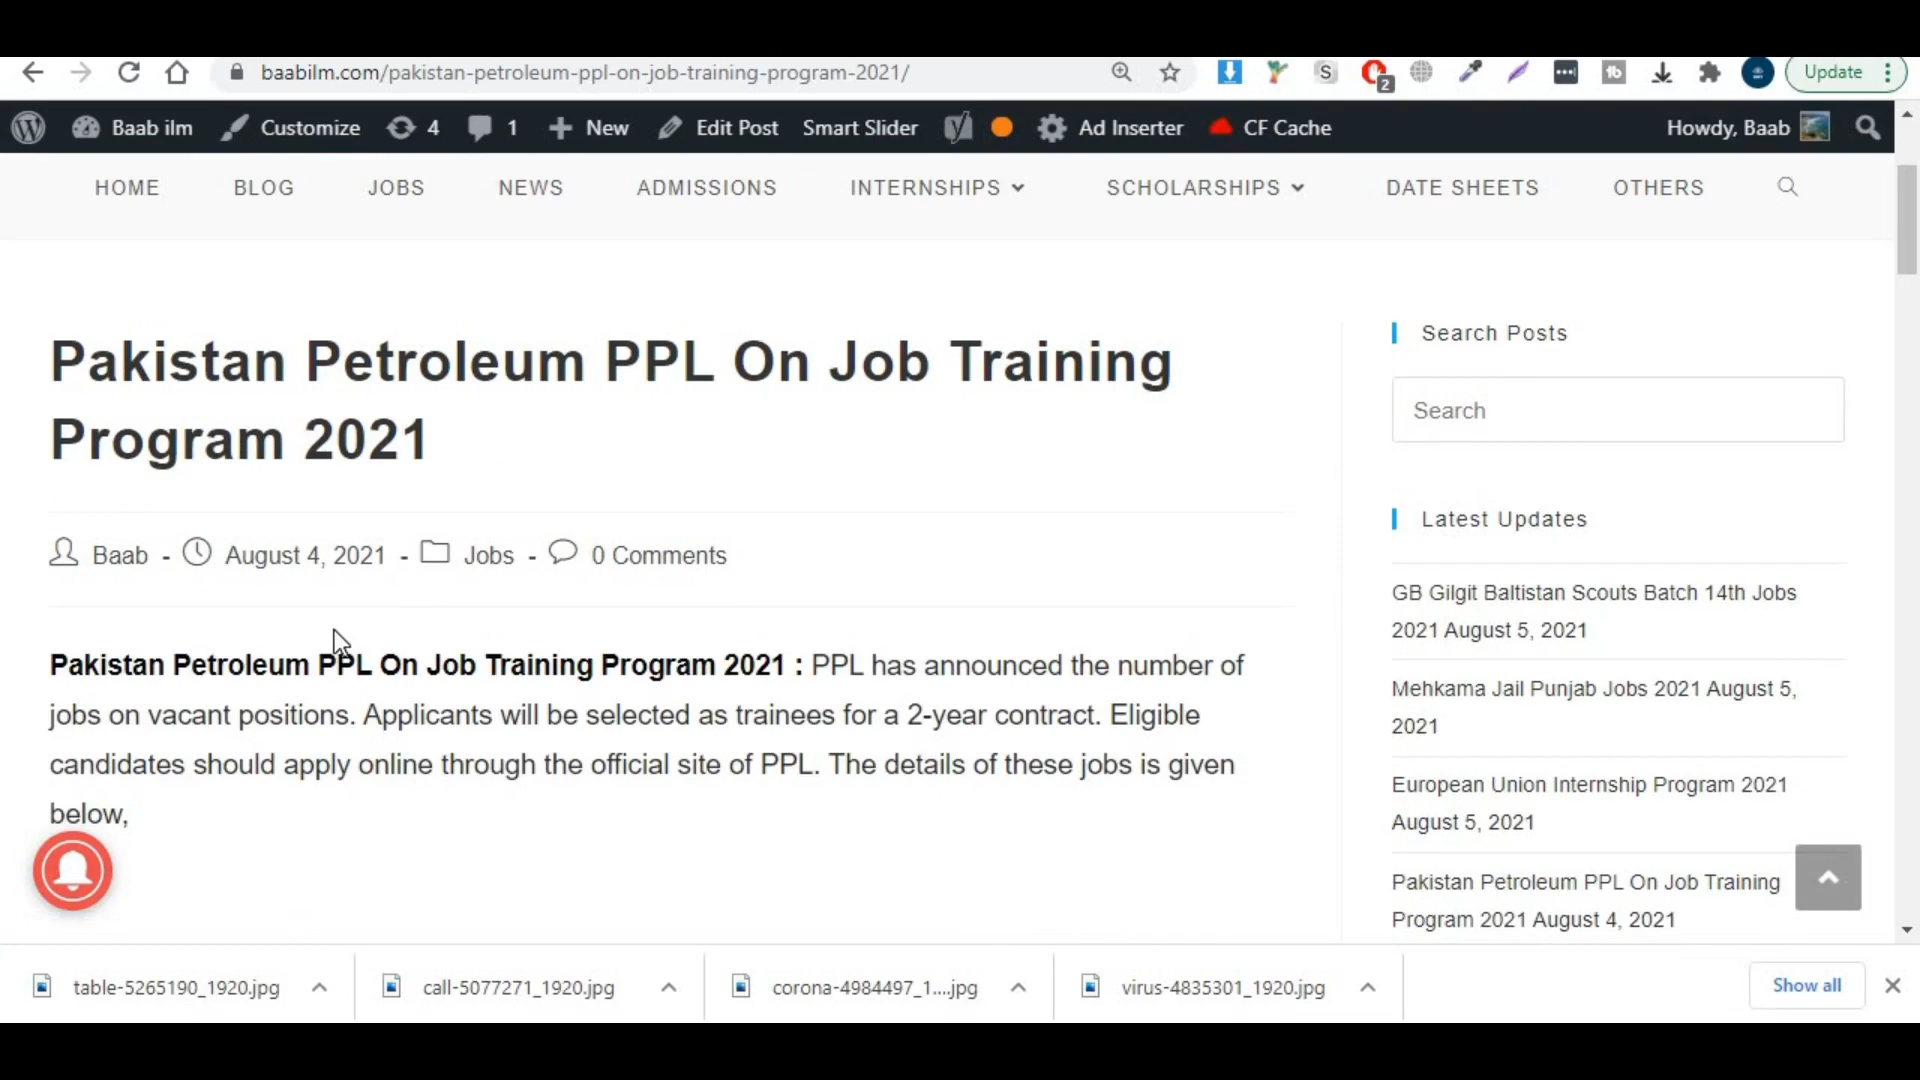 baabilm.com/pakistan-petroleum-ppl-on-job-training-program-2021/
S
2
tb
Update
Baab ilm
Customize
4
1
New
Edit Post
Smart Slider
Ad Inserter
CF Cache
Howdy, Baab
HOME
BLOG
JOBS
NEWS
ADMISSIONS
INTERNSHIPS
SCHOLARSHIPS
DATE SHEETS
OTHERS
Pakistan Petroleum PPL On Job Training
Program 2021
Baab - August 4, 2021 - Jobs - 0 Comments
Pakistan Petroleum PPL On Job Training Program 2021 : PPL has announced the number of
jobs on vacant positions. Applicants will be selected as trainees for a 2-year contract. Eligible
candidates should apply online through the official site of PPL. The details of these jobs is given
below,
Search Posts
Search
Latest Updates
GB Gilgit Baltistan Scouts Batch 14th Jobs
2021 August 5, 2021
Mehkama Jail Punjab Jobs 2021 August 5,
2021
European Union Internship Program 2021
August 5, 2021
Pakistan Petroleum PPL On Job Training
Program 2021 August 4, 2021
table-5265190_1920.jpg
call-5077271_1920.jpg
corona-4984497_1....jpg
virus-4835301_1920.jpg
Show all